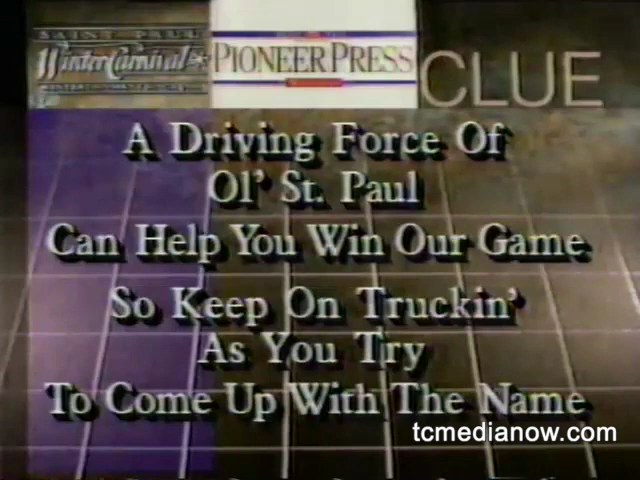 SAINT PAUL
Winter Carnival
PIONEER PRESS
CLUE
A Driving Force Of
Ol' St. Paul
Can Help You Win Our Game
So Keep On Truckin'
As You Try
To Come Up With The Name
tcmedianow.com